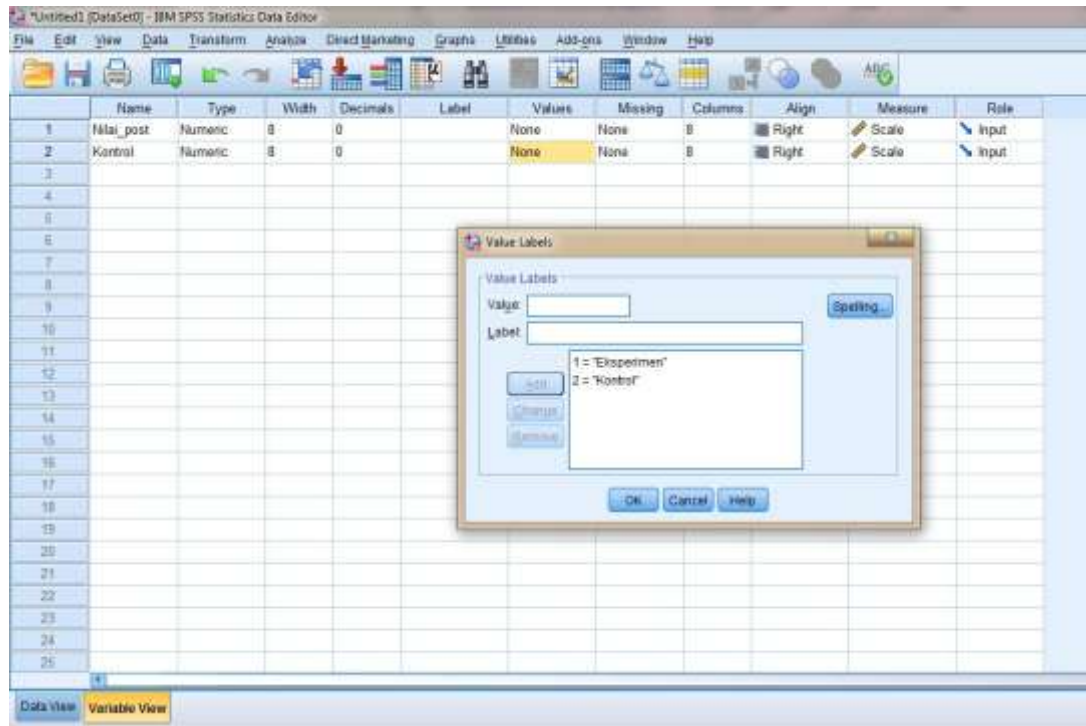 *Untitled1 [DataSet0] - IBM SPSS Statistics Data Editor
File Edit View Data Transform Analyze Direct Marketing Graphs Utilities Add-ons Window Help
Name Type Width Decimals Label Values Missing Columns Align Measure Role
1 Nilai_post Numeric 8 0 None None 8 Right Scale Input
2 Kontrol Numeric 8 0 None None 8 Right Scale Input
3
4
5
6
7
8
9
10
11
12
13
14
15
16
17
18
19
20
21
22
23
24
25
Value Labels
Value Labels
Value:
Spelling...
Label:
1 = "Eksperimen"
Add
2 = "Kontrol"
Change
Remove
OK Cancel Help
Data View Variable View